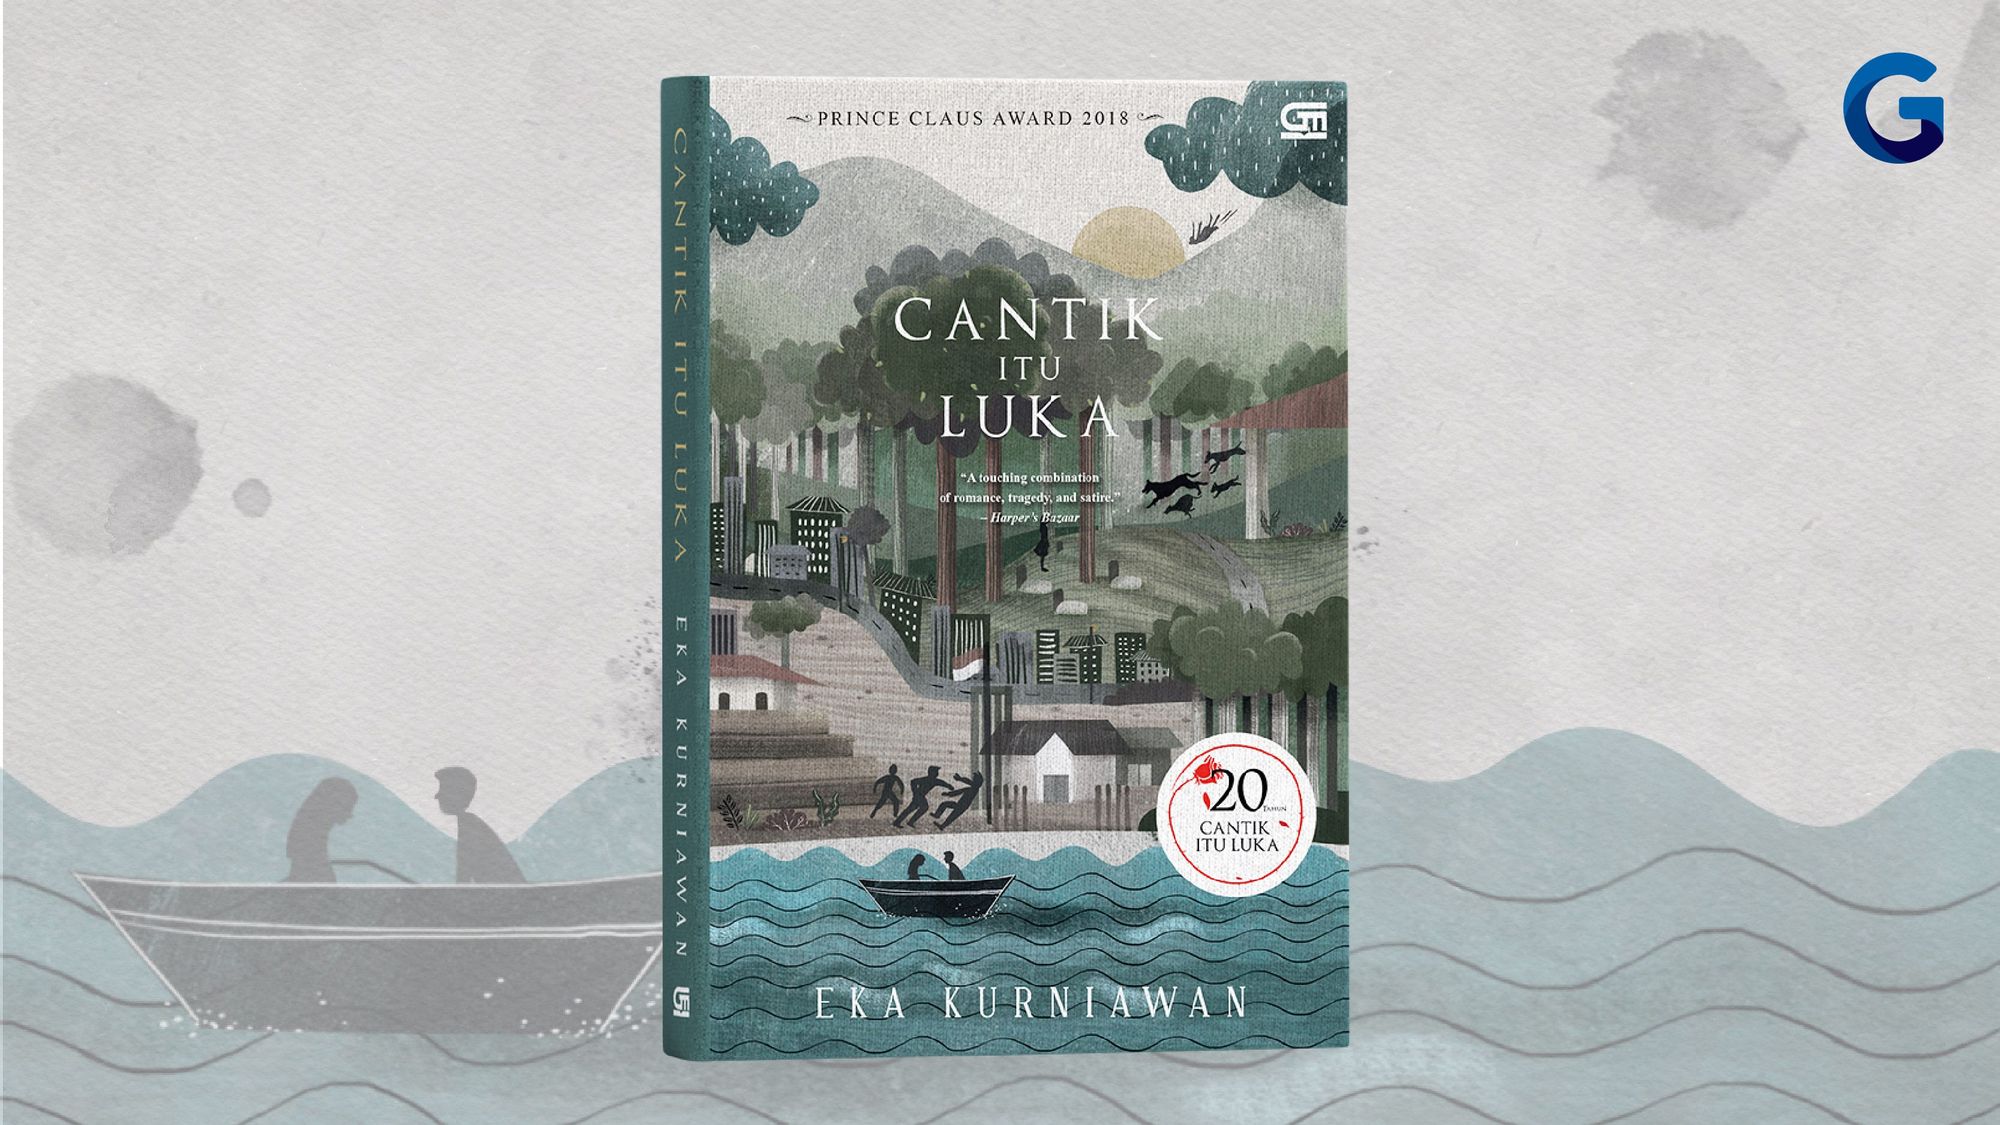 PRINCE CLAUS AWARD 2018
CANTIK
ITU
LUKA
“A touching combination
of romance, tragedy, and satire.”
– Harper's Bazaar
20
TAHUN
CANTIK
ITU LUKA
EKA KURNIAWAN
CANTIK ITU LUKA EKA KURNIAWAN
G